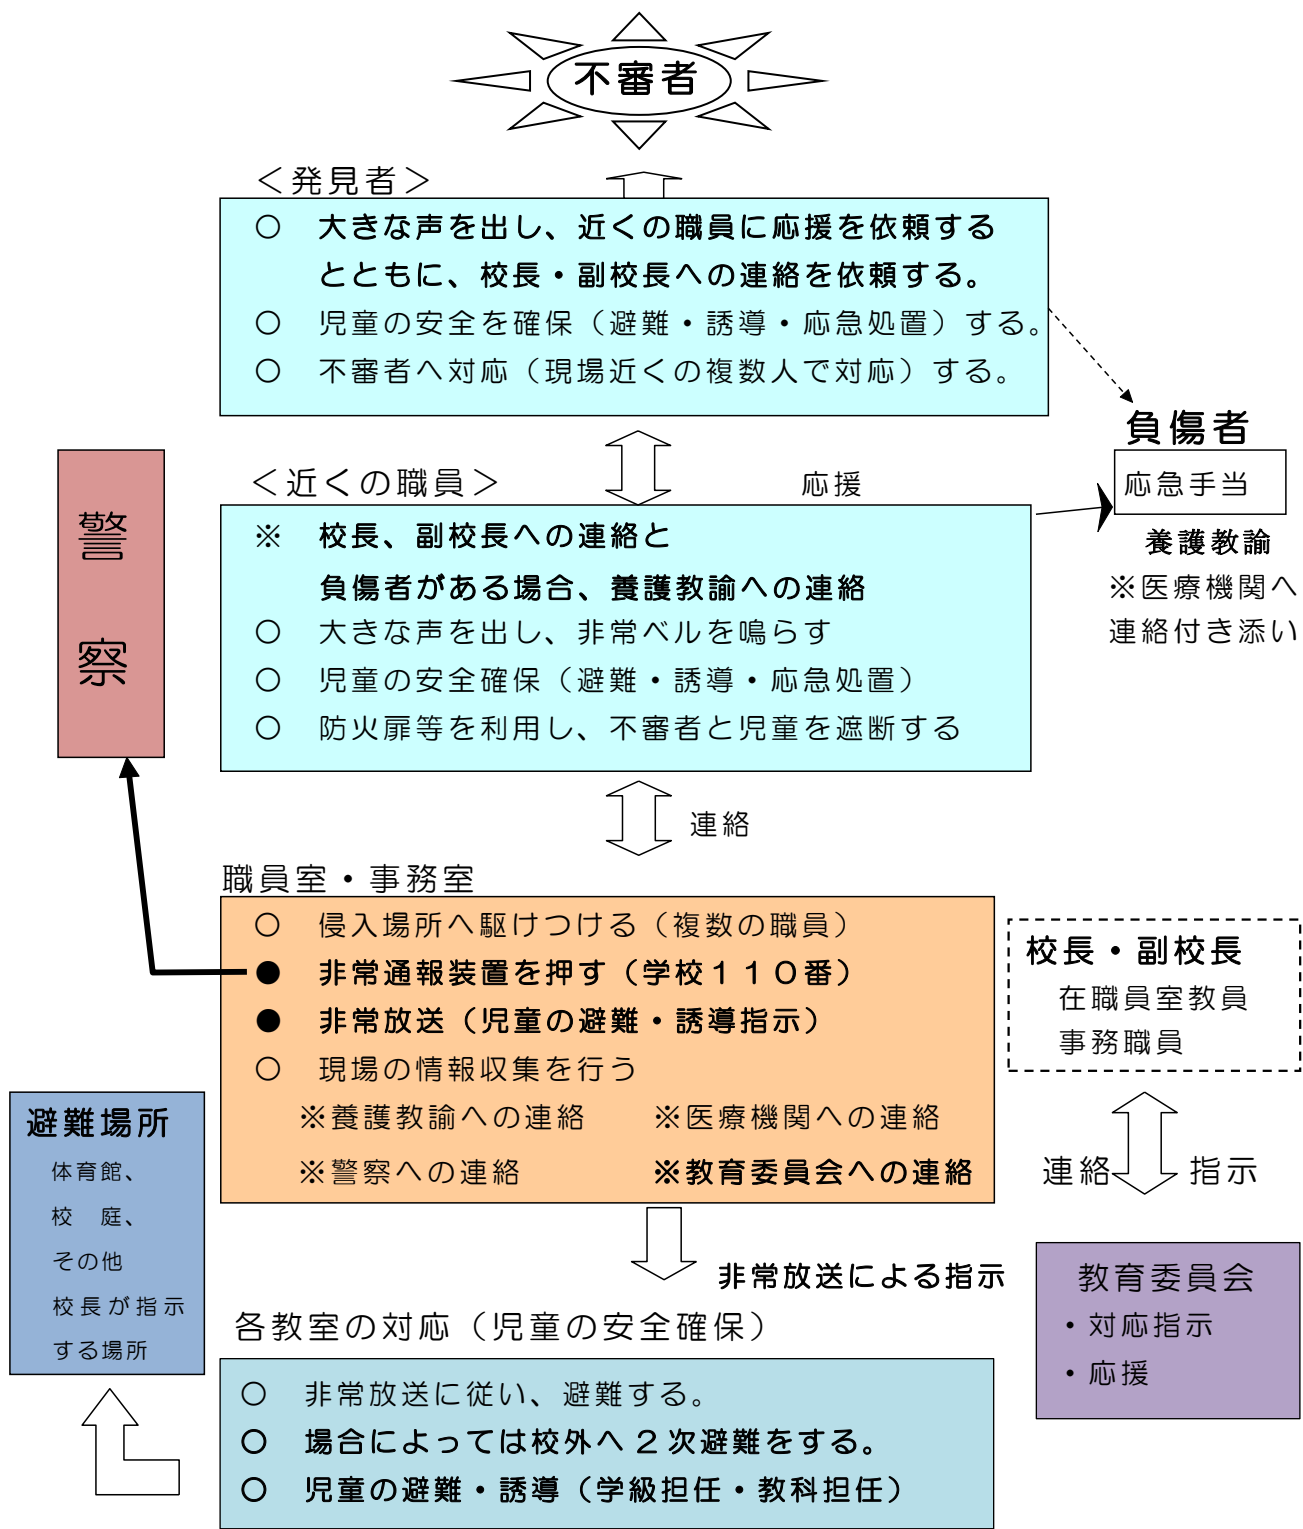 不審者
＜発見者＞
○　大きな声を出し、近くの職員に応援を依頼する
とともに、校長・副校長への連絡を依頼する。
○　児童の安全を確保（避難・誘導・応急処置）する。
○　不審者へ対応（現場近くの複数人で対応）する。
負傷者
応急手当
養護教諭
※医療機関へ
連絡付き添い
警
察
＜近くの職員＞
応援
※　校長、副校長への連絡と
負傷者がある場合、養護教諭への連絡
○　大きな声を出し、非常ベルを鳴らす
○　児童の安全確保（避難・誘導・応急処置）
○　防火扉等を利用し、不審者と児童を遮断する
連絡
職員室・事務室
○　侵入場所へ駆けつける（複数の職員）
●　非常通報装置を押す（学校１１０番）
●　非常放送（児童の避難・誘導指示）
○　現場の情報収集を行う
※養護教諭への連絡　　※医療機関への連絡
※警察への連絡　　※教育委員会への連絡
校長・副校長
在職員室教員
事務職員
連絡　指示
教育委員会
・対応指示
・応援
避難場所
体育館、
校　庭、
その他
校長が指示
する場所
非常放送による指示
各教室の対応（児童の安全確保）
○　非常放送に従い、避難する。
○　場合によっては校外へ２次避難をする。
○　児童の避難・誘導（学級担任・教科担任）